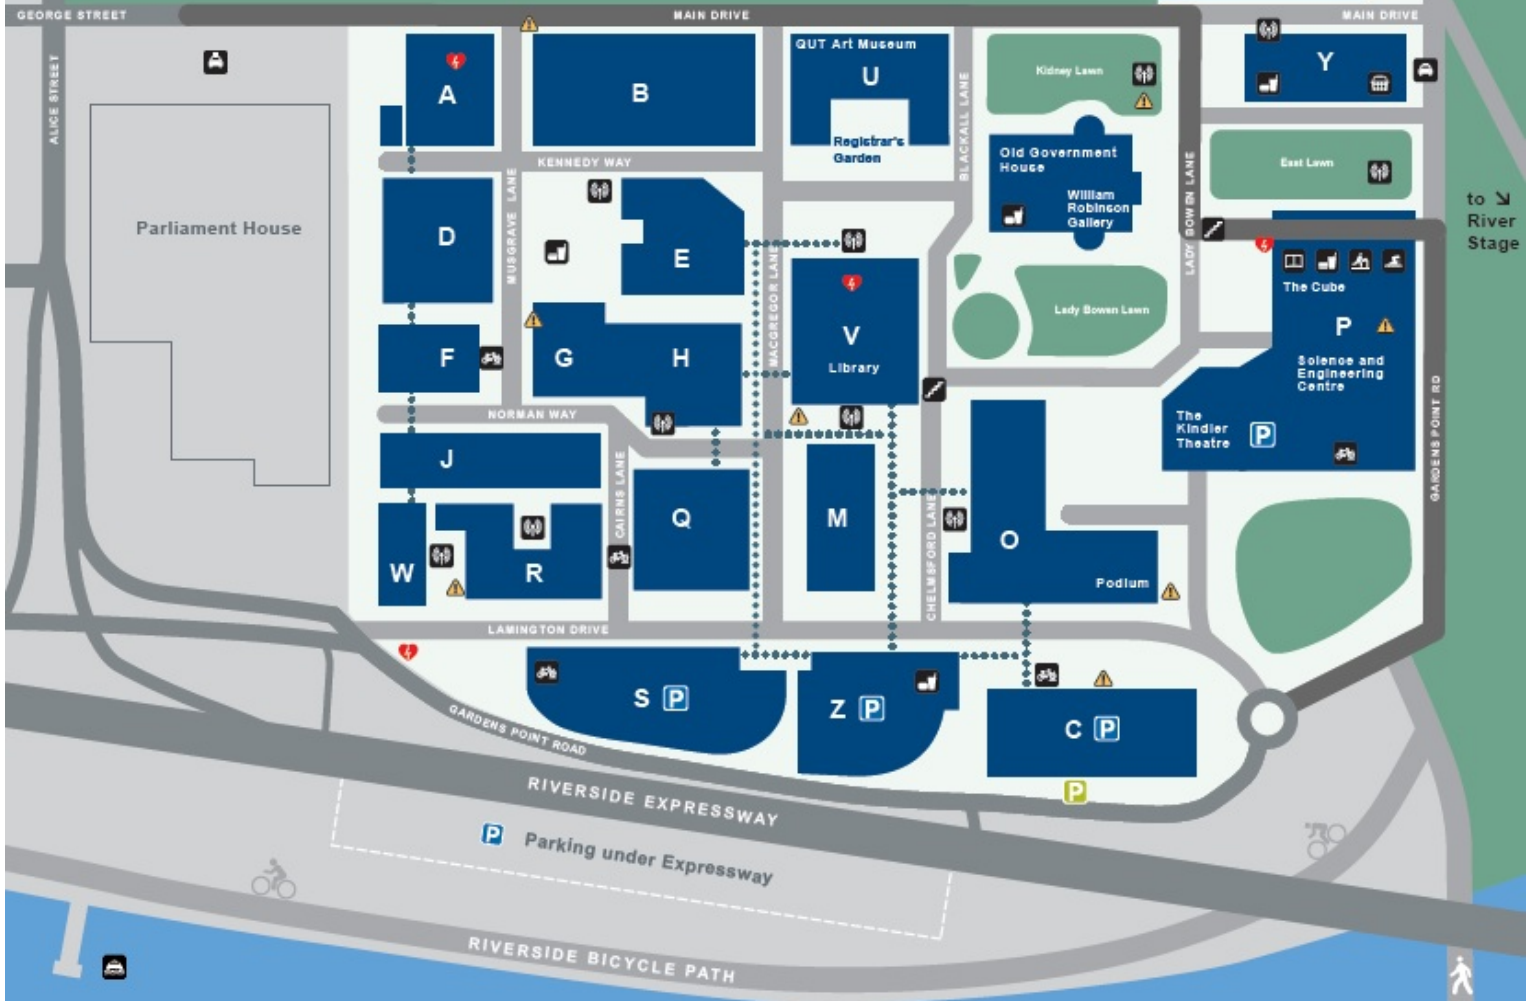 GEORGE STREET
MAIN DRIVE
MAIN DRIVE
ALICE STREET
A
B
QUT Art Museum
U
Registrar's
Garden
BLACKALL LANE
Kidney Lawn
Y
KENNEDY WAY
Old Government
House
William
Robinson
Gallery
LADY BOWEN LANE
East Lawn
to ↘
River
Stage
Parliament House
D
MUSGRAVE LANE
E
MACGREGOR LANE
V
Library
Lady Bowen Lawn
The Cube
P
Science and
Engineering
Centre
The
Kindler
Theatre
P
GARDENS POINT RD
F
G
H
NORMAN WAY
J
CAIRNS LANE
Q
M
CHELMSFORD LANE
O
Podium
W
R
LAMINGTON DRIVE
S P
Z P
C P
P
GARDENS POINT ROAD
RIVERSIDE EXPRESSWAY
P Parking under Expressway
RIVERSIDE BICYCLE PATH